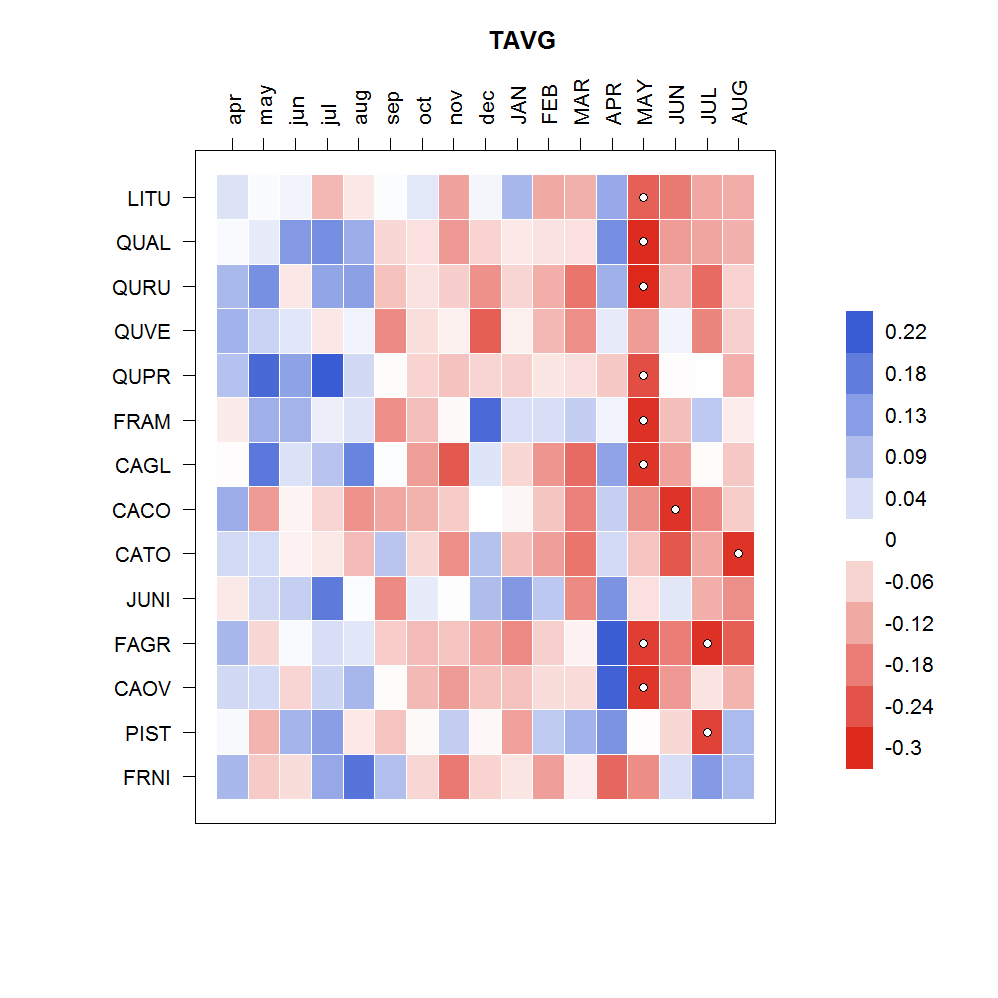 TAVG
apr may jun jul aug sep oct nov dec JAN FEB MAR APR MAY JUN JUL AUG
LITU
QUAL
QURU
QUVE
QUPR
FRAM
CAGL
CACO
CATO
JUNI
FAGR
CAOV
PIST
FRNI
0.22
0.18
0.13
0.09
0.04
0
-0.06
-0.12
-0.18
-0.24
-0.3